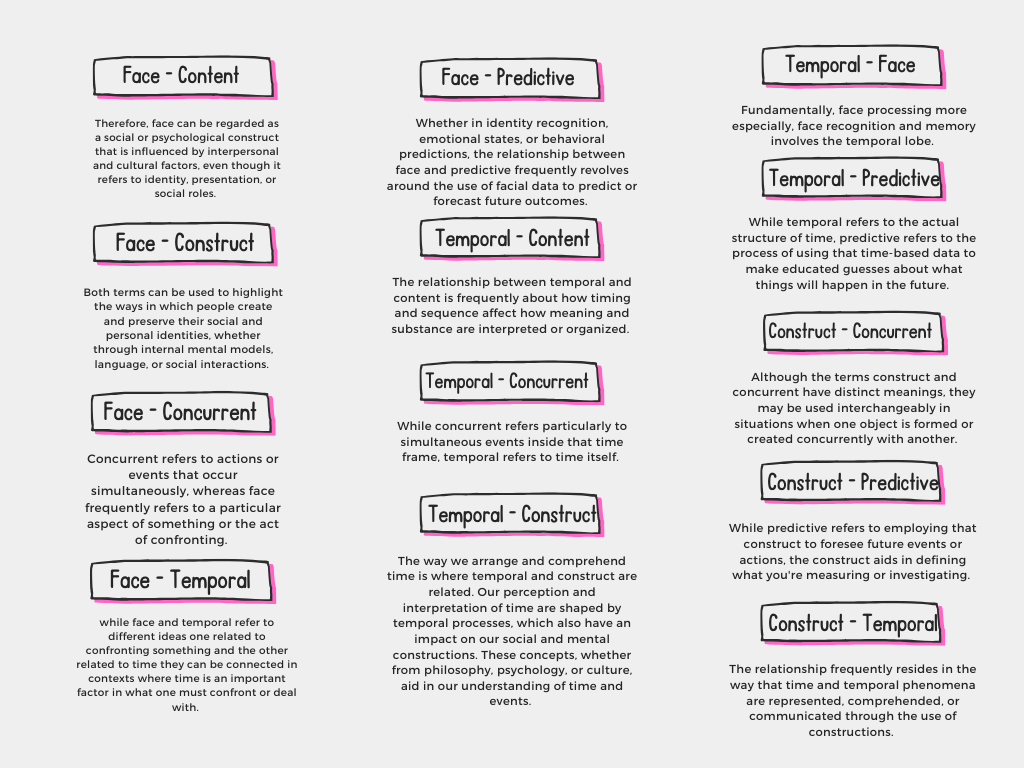 Face - Content
Therefore, face can be regarded as
a social or psychological construct
that is influenced by interpersonal
and cultural factors, even though it
refers to identity, presentation, or
social roles.
Face - Construct
Both terms can be used to highlight
the ways in which people create
and preserve their social and
personal identities, whether
through internal mental models,
language, or social interactions.
Face - Concurrent
Concurrent refers to actions or
events that occur
simultaneously, whereas face
frequently refers to a particular
aspect of something or the act
of confronting.
Face - Temporal
while face and temporal refer to
different ideas one related to
confronting something and the other
related to time they can be connected in
contexts where time is an important
factor in what one must confront or deal
with.
Face - Predictive
Whether in identity recognition,
emotional states, or behavioral
predictions, the relationship between
face and predictive frequently revolves
around the use of facial data to predict or
forecast future outcomes.
Temporal - Content
The relationship between temporal and
content is frequently about how timing
and sequence affect how meaning and
substance are interpreted or organized.
Temporal - Concurrent
While concurrent refers particularly to
simultaneous events inside that time
frame, temporal refers to time itself.
Temporal - Construct
The way we arrange and comprehend
time is where temporal and construct are
related. Our perception and
interpretation of time are shaped by
temporal processes, which also have an
impact on our social and mental
constructions. These concepts, whether
from philosophy, psychology, or culture,
aid in our understanding of time and
events.
Temporal - Face
Fundamentally, face processing more
especially, face recognition and memory
involves the temporal lobe.
Temporal - Predictive
While temporal refers to the actual
structure of time, predictive refers to the
process of using that time-based data to
make educated guesses about what
things will happen in the future.
Construct - Concurrent
Although the terms construct and
concurrent have distinct meanings, they
may be used interchangeably in
situations when one object is formed or
created concurrently with another.
Construct - Predictive
While predictive refers to employing that
construct to foresee future events or
actions, the construct aids in defining
what you're measuring or investigating.
Construct - Temporal
The relationship frequently resides in the
way that time and temporal phenomena
are represented, comprehended, or
communicated through the use of
constructions.